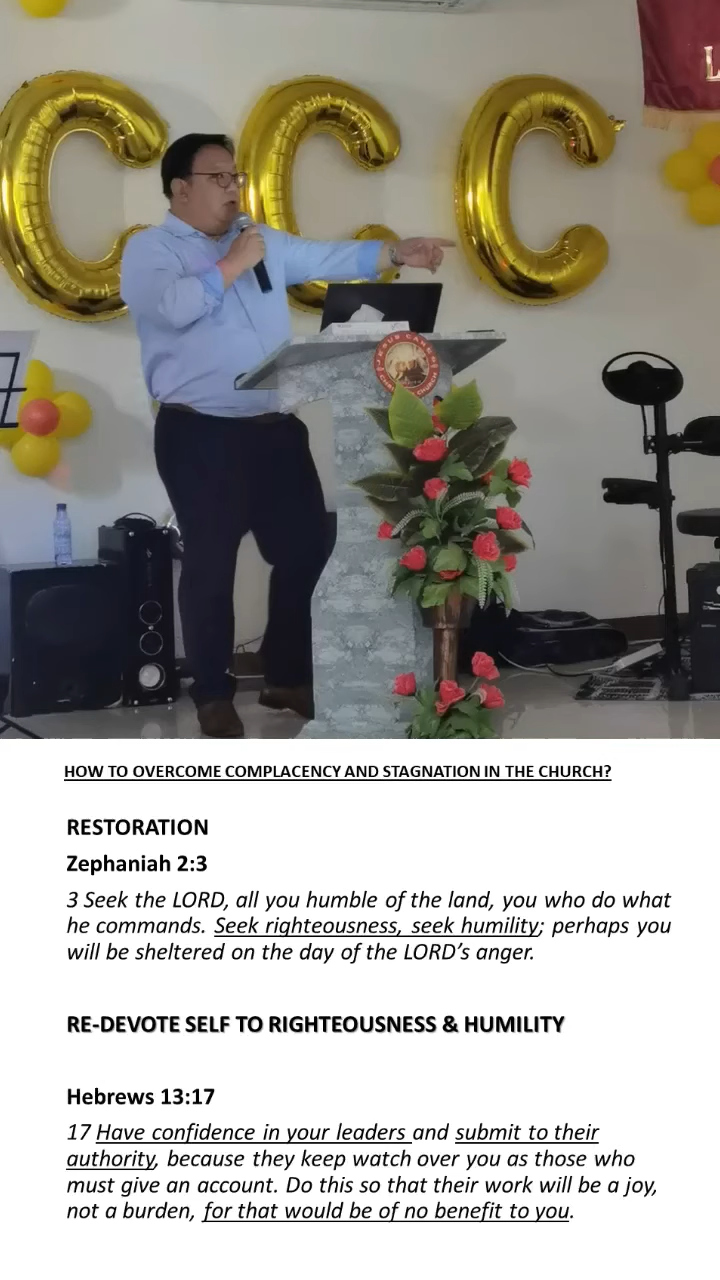 C C C
L
JESUS CARES
CHURCH
HOW TO OVERCOME COMPLACENCY AND STAGNATION IN THE CHURCH?
RESTORATION
Zephaniah 2:3
3 Seek the LORD, all you humble of the land, you who do what
he commands. Seek righteousness, seek humility; perhaps you
will be sheltered on the day of the LORD’s anger.
RE-DEVOTE SELF TO RIGHTEOUSNESS & HUMILITY
Hebrews 13:17
17 Have confidence in your leaders and submit to their
authority, because they keep watch over you as those who
must give an account. Do this so that their work will be a joy,
not a burden, for that would be of no benefit to you.